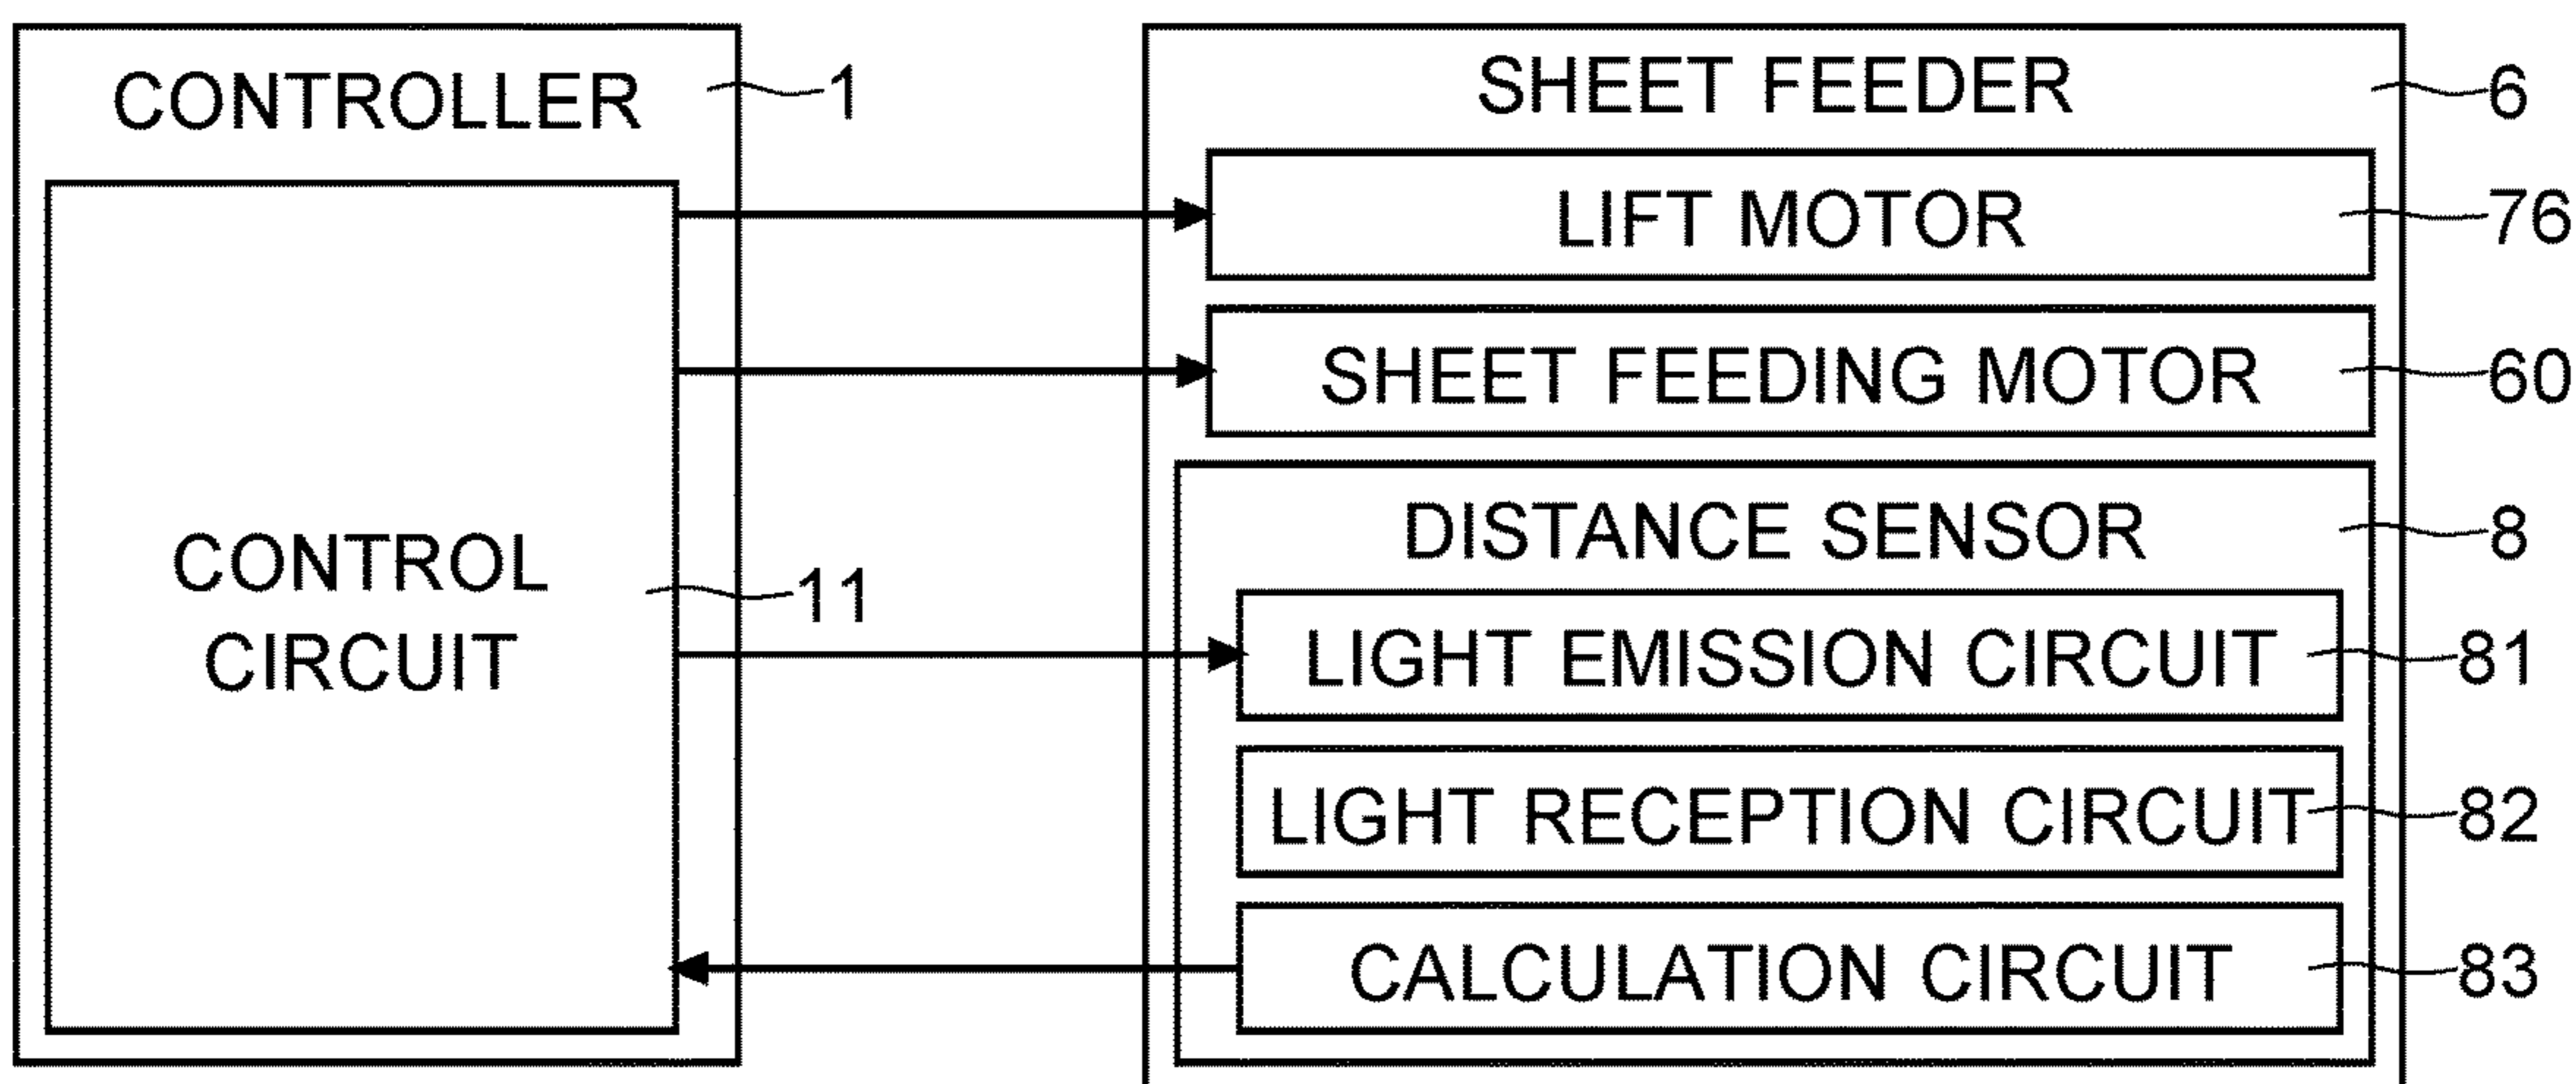 CONTROLLER
1
CONTROL
CIRCUIT
11
SHEET FEEDER
6
LIFT MOTOR
76
SHEET FEEDING MOTOR
60
DISTANCE SENSOR
8
LIGHT EMISSION CIRCUIT
81
LIGHT RECEPTION CIRCUIT
82
CALCULATION CIRCUIT
83